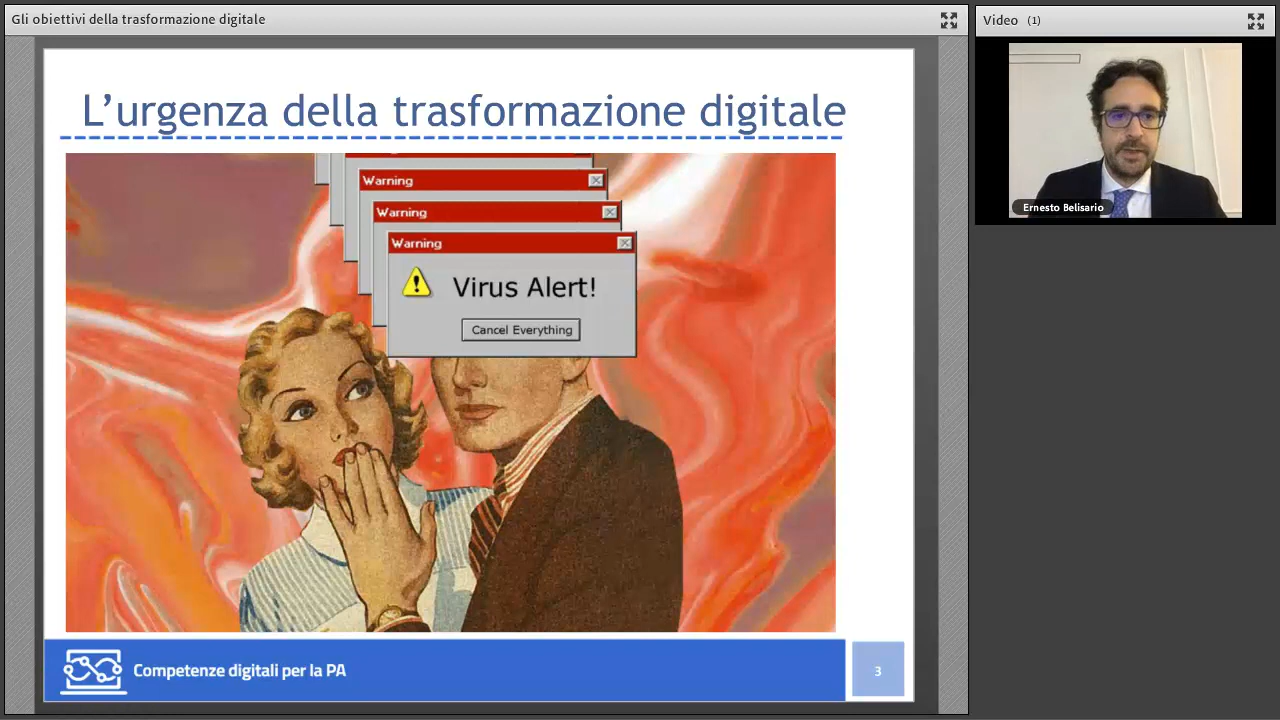 Gli obiettivi della trasformazione digitale
L'urgenza della trasformazione digitale
Warning
Warning
Warning
Virus Alert!
Cancel Everything
Competenze digitali per la PA
3
Video (1)
Ernesto Belisario